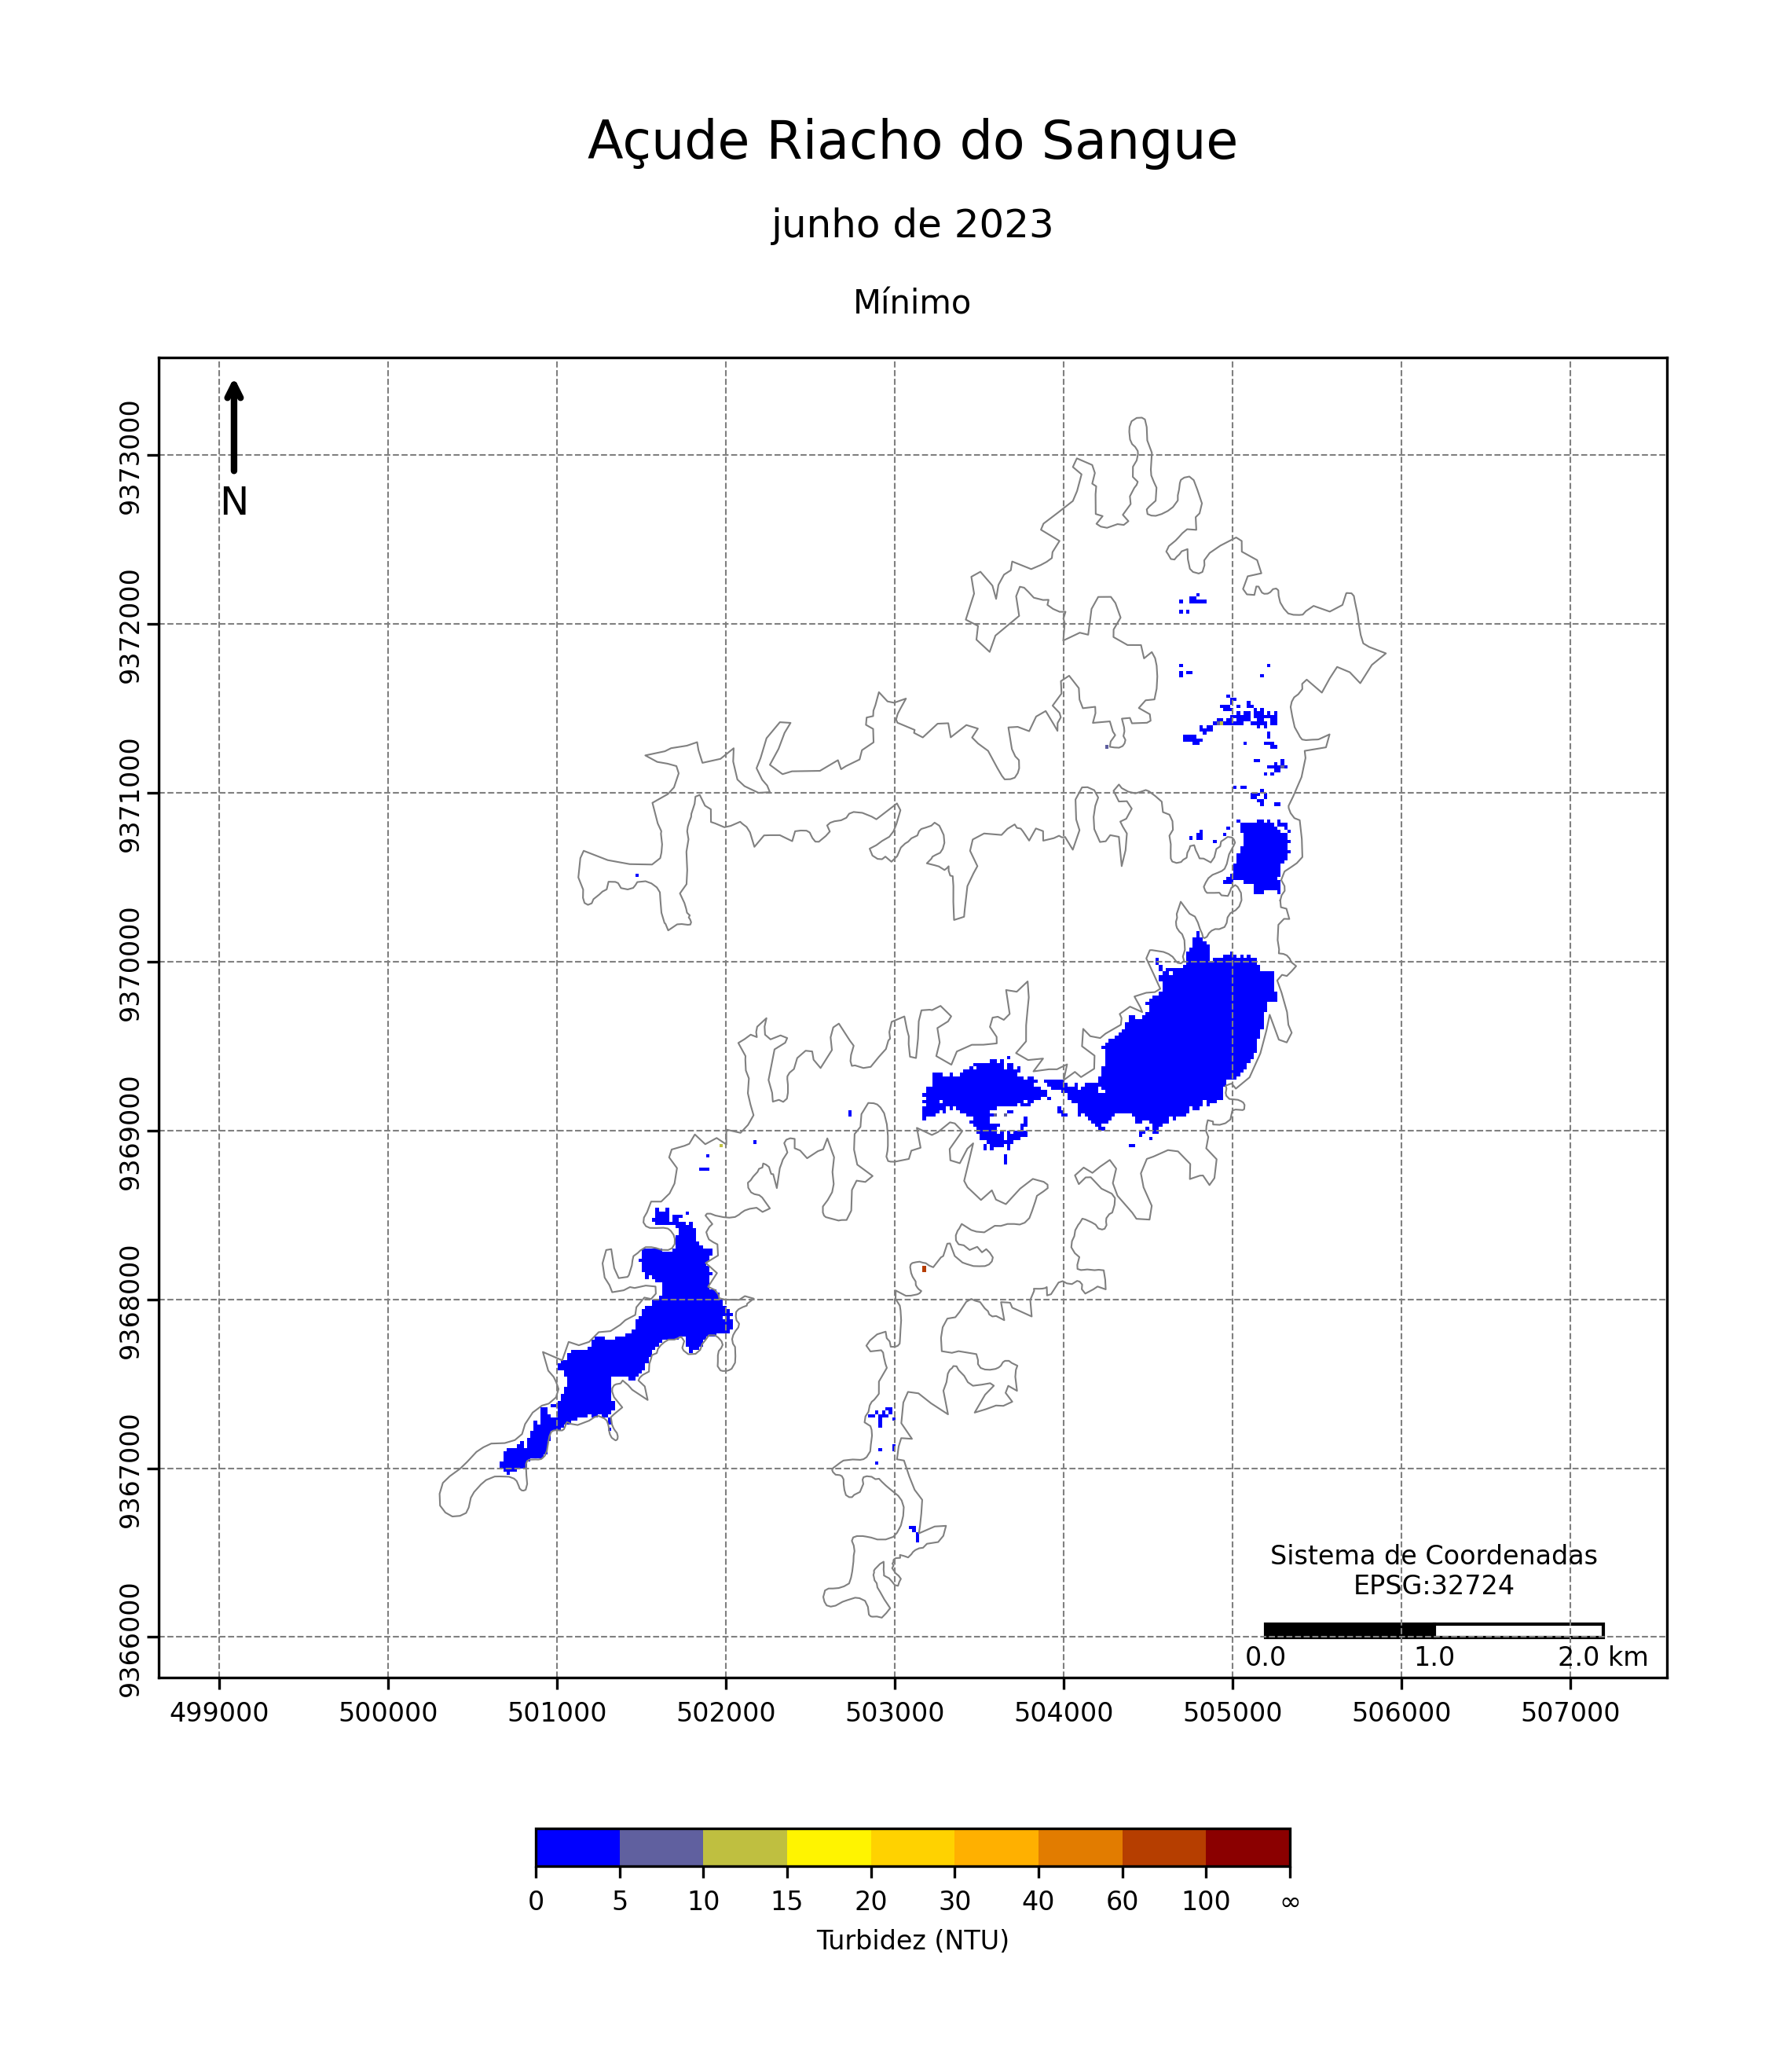 Açude Riacho do Sangue
junho de 2023
Mínimo
N
9373000
9372000
9371000
9370000
9369000
9368000
9367000
9366000
Sistema de Coordenadas
EPSG:32724
0.0 1.0 2.0 km
499000 500000 501000 502000 503000 504000 505000 506000 507000
0 5 10 15 20 30 40 60 100 ∞
Turbidez (NTU)